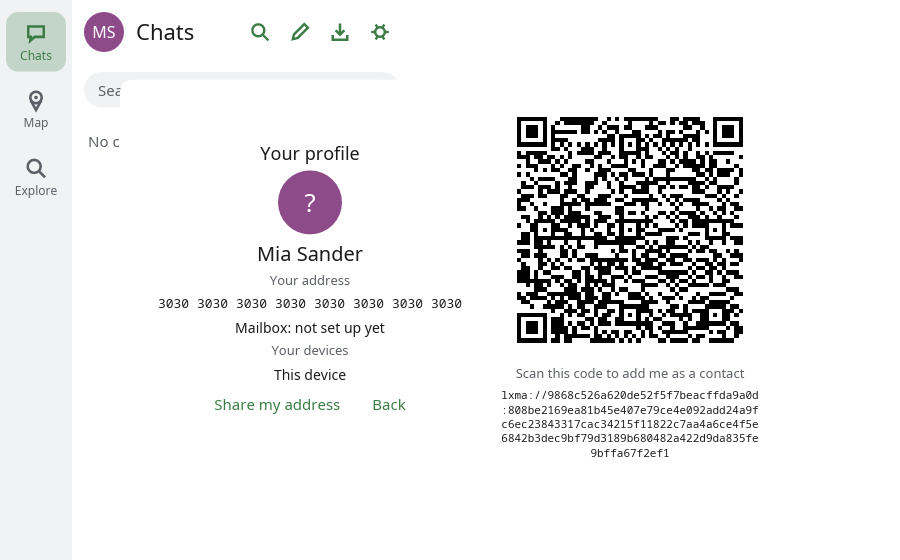 MS Chats
Chats
Sea
Map
No c
Your profile
Explore
?
Mia Sander
Your address
3030 3030 3030 3030 3030 3030 3030 3030
Mailbox: not set up yet
Your devices
This device
Share my address Back
Scan this code to add me as a contact
1xma://9868c526a620de52f5f7beacffda9a0d
:808be2169ea81b45e407e79ce4e092add24a9f
c6ec23843317cac34215f11822c7aa4a6ce4f5e
6842b3dec9bf79d3189b680482a422d9da835fe
9bffa67f2ef1